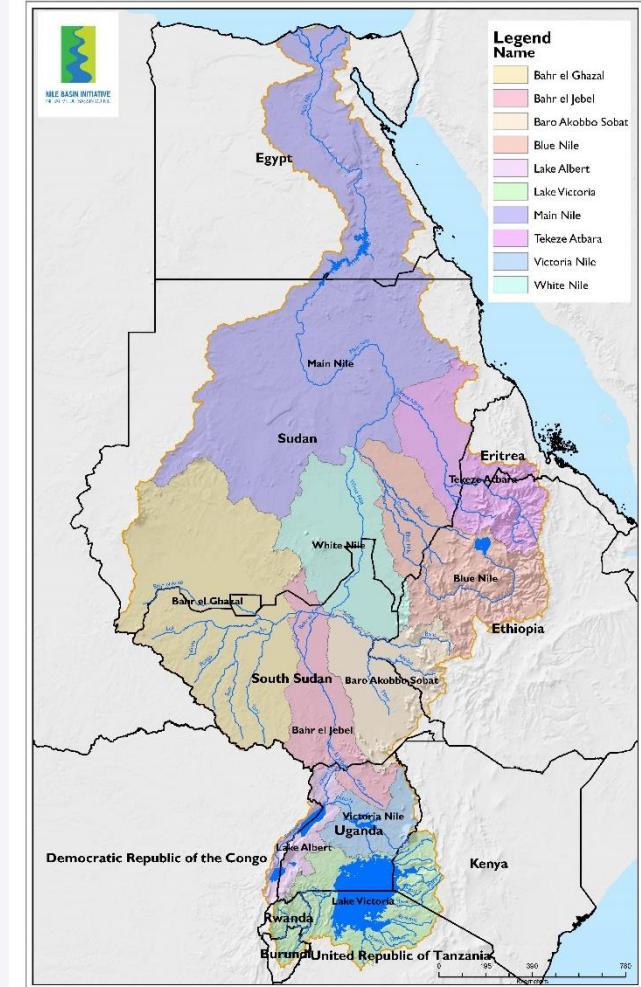 NILE BASIN INITIATIVE
Legend
Name
Bahr el Ghazal
Bahr el Jebel
Baro Akobbo Sobat
Blue Nile
Lake Albert
Lake Victoria
Main Nile
Tekeze Atbara
Victoria Nile
White Nile
Egypt
Main Nile
Sudan
Eritrea
Tekeze Atbara
White Nile
Blue Nile
Bahr el Ghazal
Ethiopia
South Sudan
Baro Akobbo Sobat
Bahr el Jebel
Victoria Nile
Uganda
Lake Albert
Democratic Republic of the Congo
Kenya
Lake Victoria
Rwanda
Burundi
United Republic of Tanzania
0 195 390 780
Kilometers